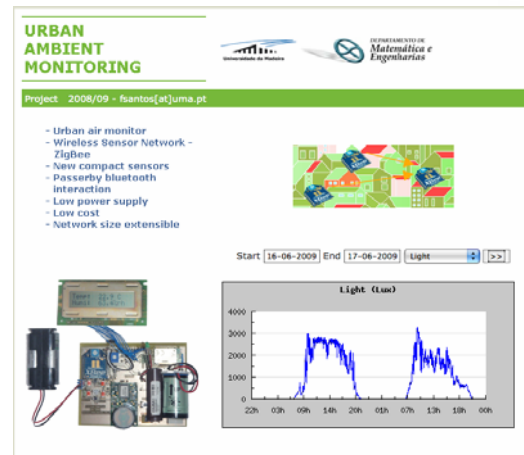 URBAN
AMBIENT
MONITORING
Universidade da Madeira
DEPARTAMENTO DE
Matemática e
Engenharias
Project 2008/09 - fsantos[at]uma.pt
- Urban air monitor
- Wireless Sensor Network -
ZigBee
- New compact sensors
- Passerby bluetooth
interaction
- Low power supply
- Low cost
- Network size extensible
Start 16-06-2009 End 17-06-2009 Light >>
Light (Lux)
4000
3000
2000
1000
0
22h 03h 09h 14h 20h 01h 07h 13h 18h 00h